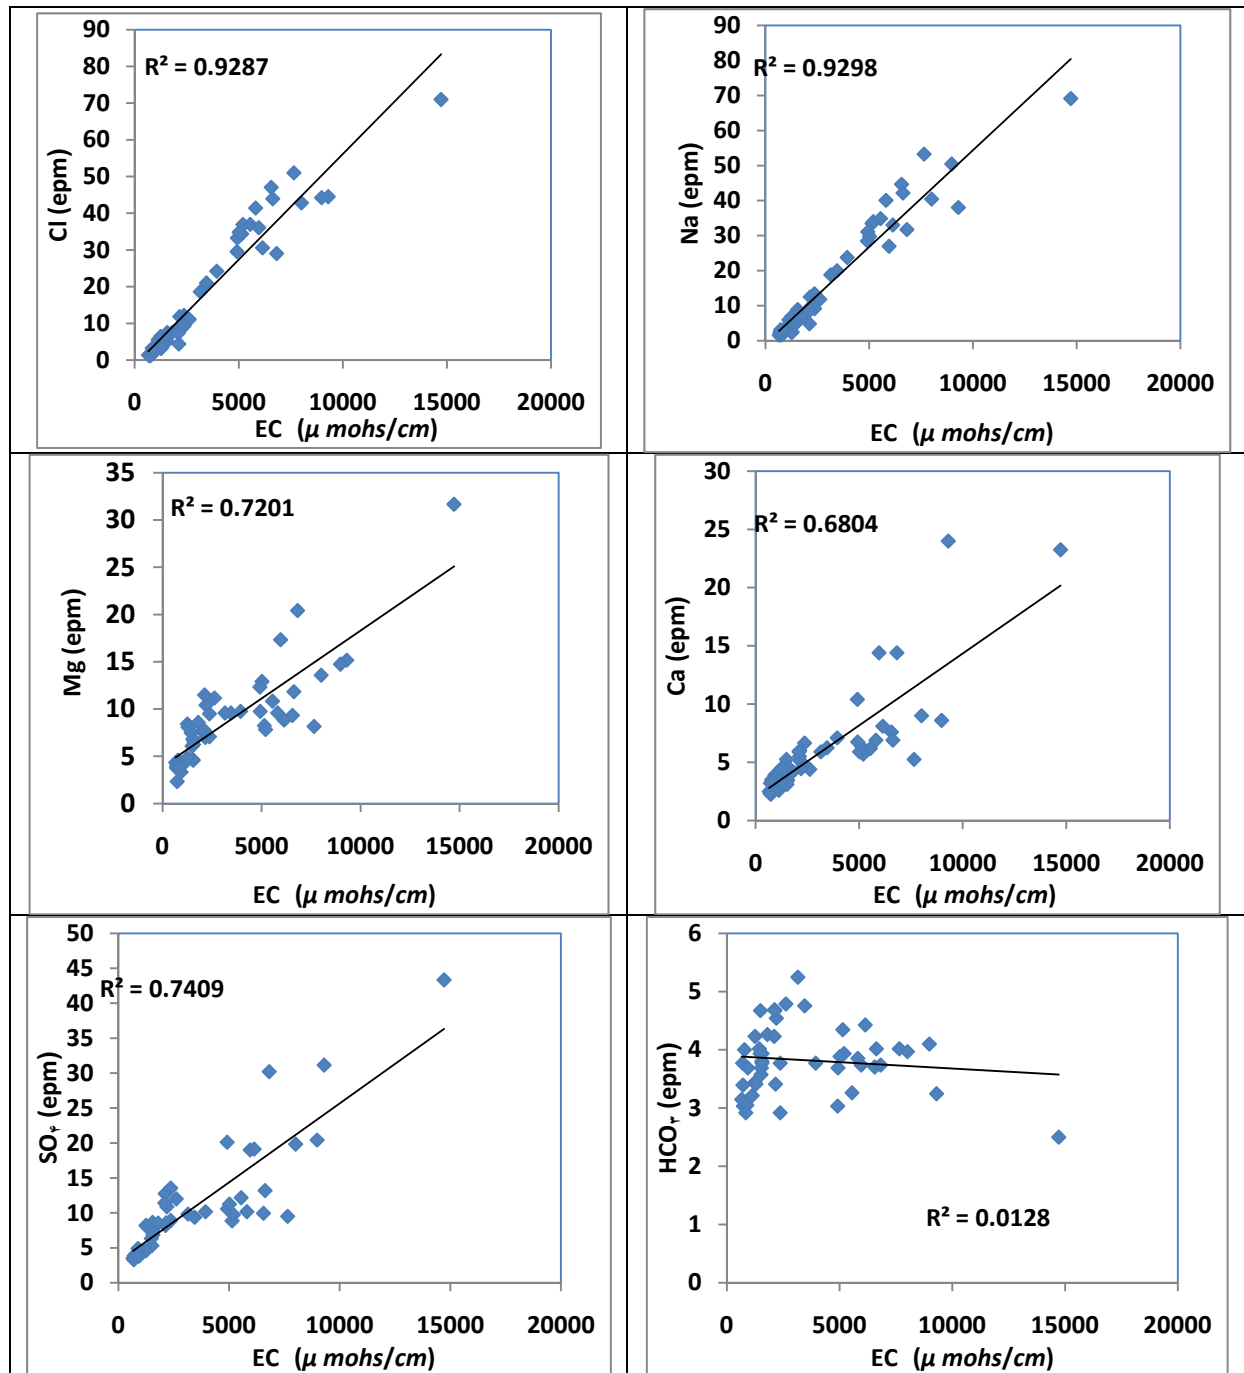 R² = 0.9287
Cl (epm)
90
80
70
60
50
40
30
20
10
0
0 5000 10000 15000 20000
EC (µ mohs/cm)
R² = 0.9298
Na (epm)
90
80
70
60
50
40
30
20
10
0
0 5000 10000 15000 20000
EC (µ mohs/cm)
R² = 0.7201
Mg (epm)
35
30
25
20
15
10
5
0
0 5000 10000 15000 20000
EC (µ mohs/cm)
R² = 0.6804
Ca (epm)
30
25
20
15
10
5
0
0 5000 10000 15000 20000
EC (µ mohs/cm)
R² = 0.7409
SO۴ (epm)
50
45
40
35
30
25
20
15
10
5
0
0 5000 10000 15000 20000
EC (µ mohs/cm)
HCO۳ (epm)
6
5
4
3
2
1
0
R² = 0.0128
0 5000 10000 15000 20000
EC (µ mohs/cm)